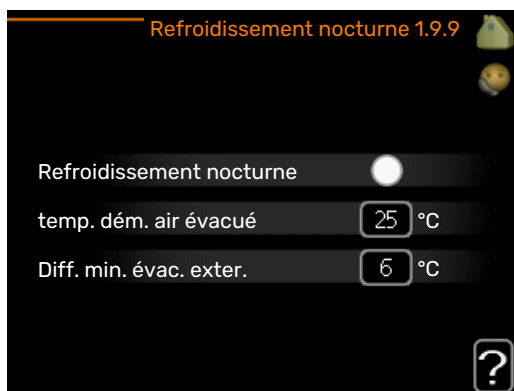 Refroidissement nocturne 1.9.9
Refroidissement nocturne
temp. dém. air évacué 25 °C
Diff. min. évac. exter. 6 °C
?